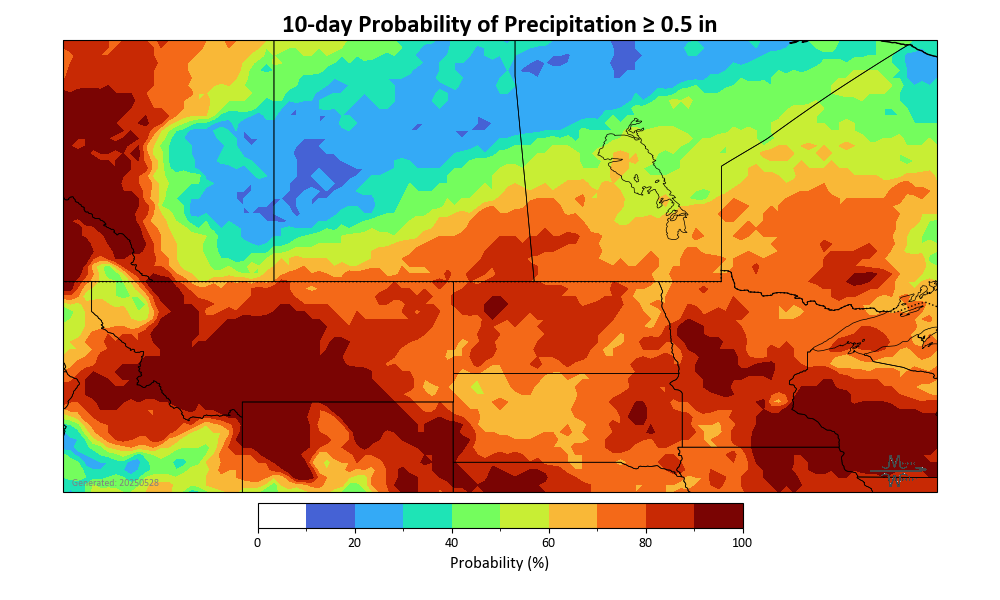 10-day Probability of Precipitation ≥ 0.5 in
Generated: 20250528
0 20 40 60 80 100
Probability (%)